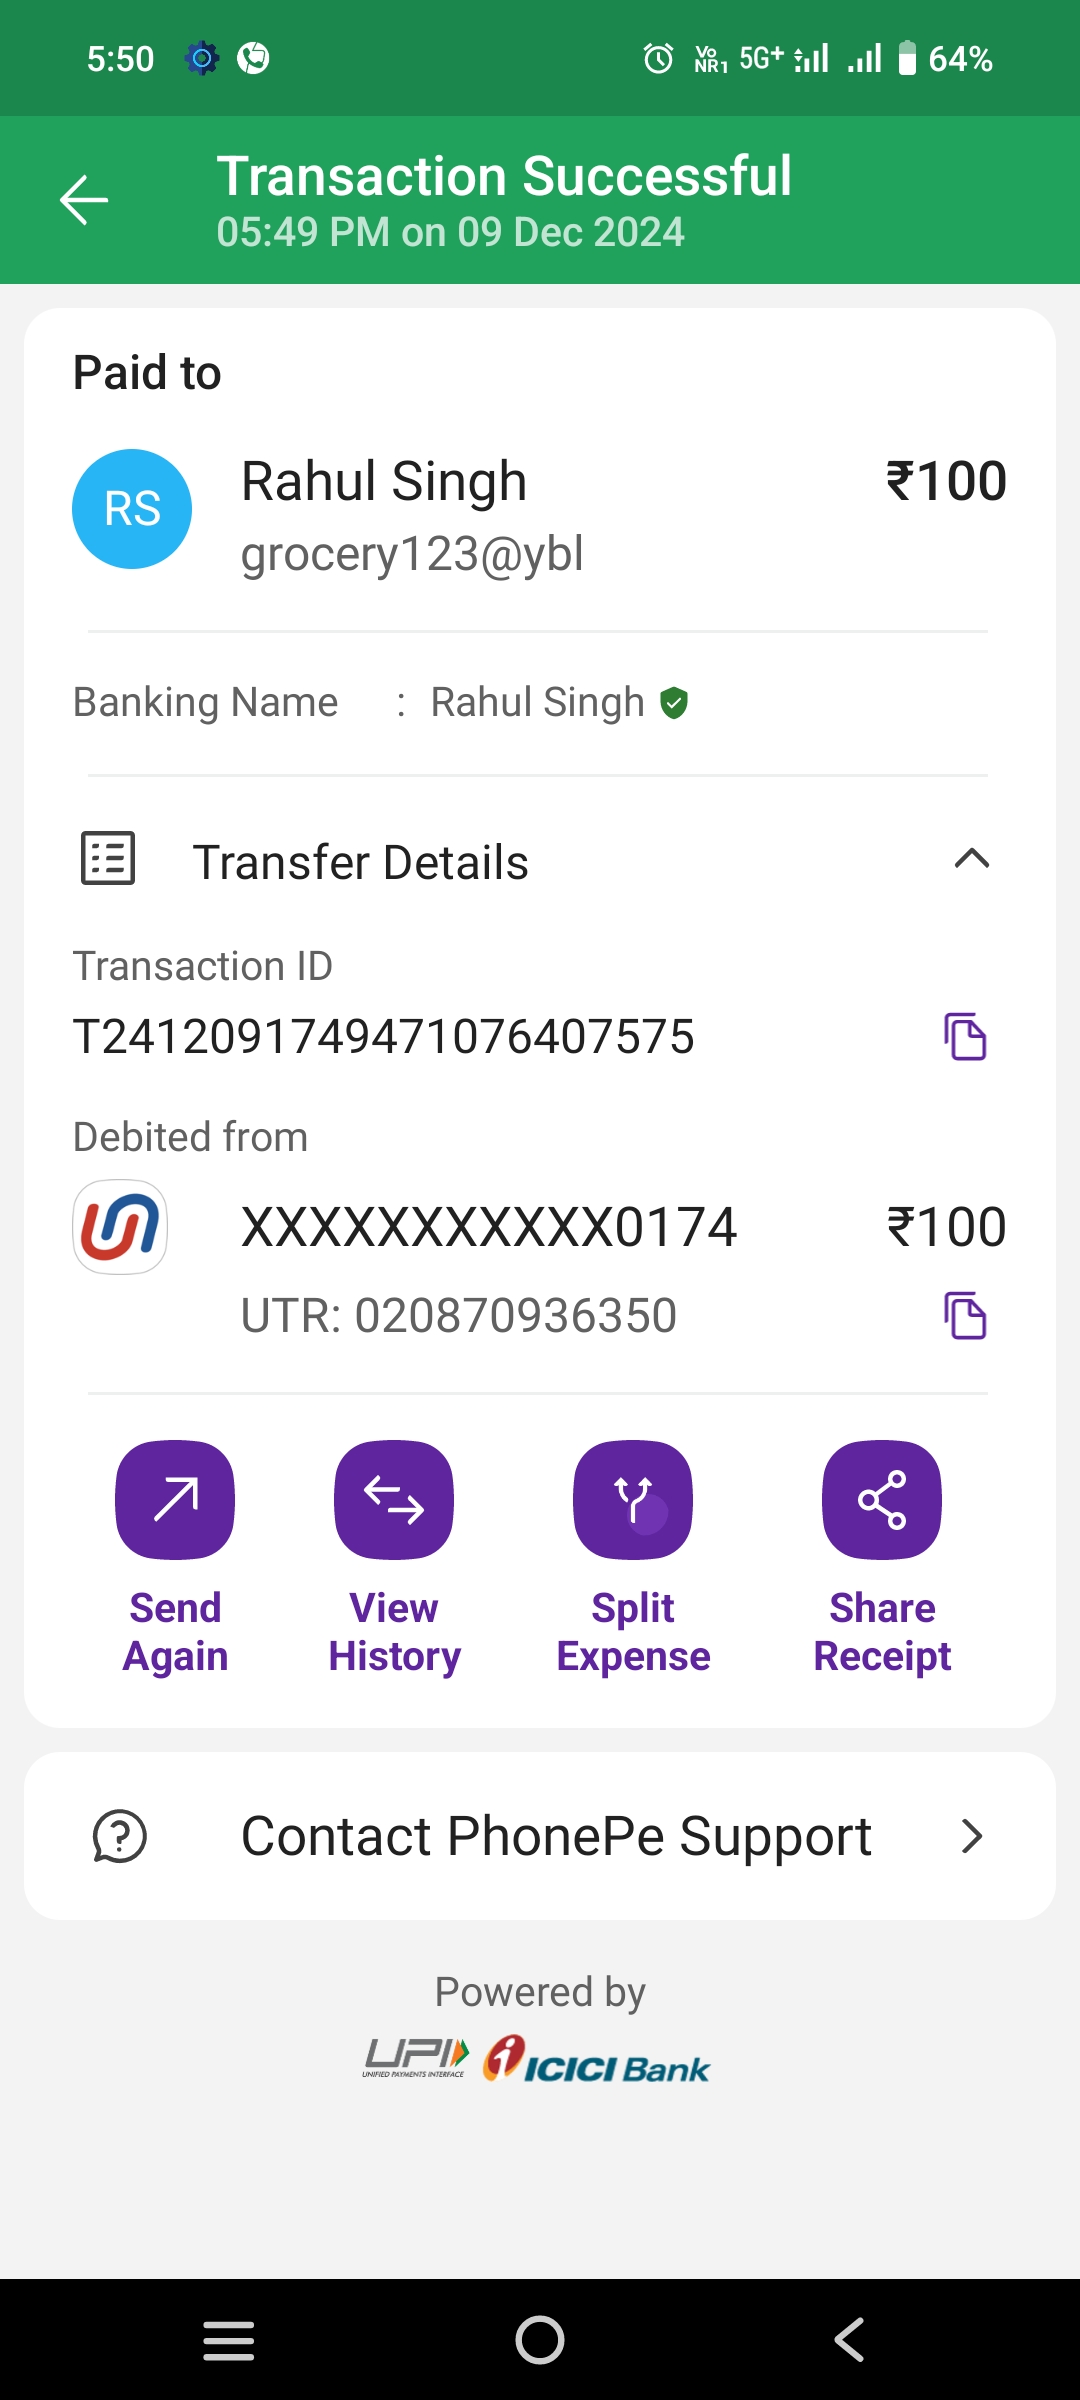 5:50 Vo NR1 5G+ 64%
Transaction Successful
05:49 PM on 09 Dec 2024
Paid to
RS Rahul Singh ₹100
grocery123@ybl
Banking Name : Rahul Singh
Transfer Details
Transaction ID
T2412091749471076407575
Debited from
XXXXXXXXXXX0174 ₹100
UTR: 020870936350
Send Again
View History
Split Expense
Share Receipt
Contact PhonePe Support
Powered by
UPI UNIFIED PAYMENTS INTERFACE ICICI Bank